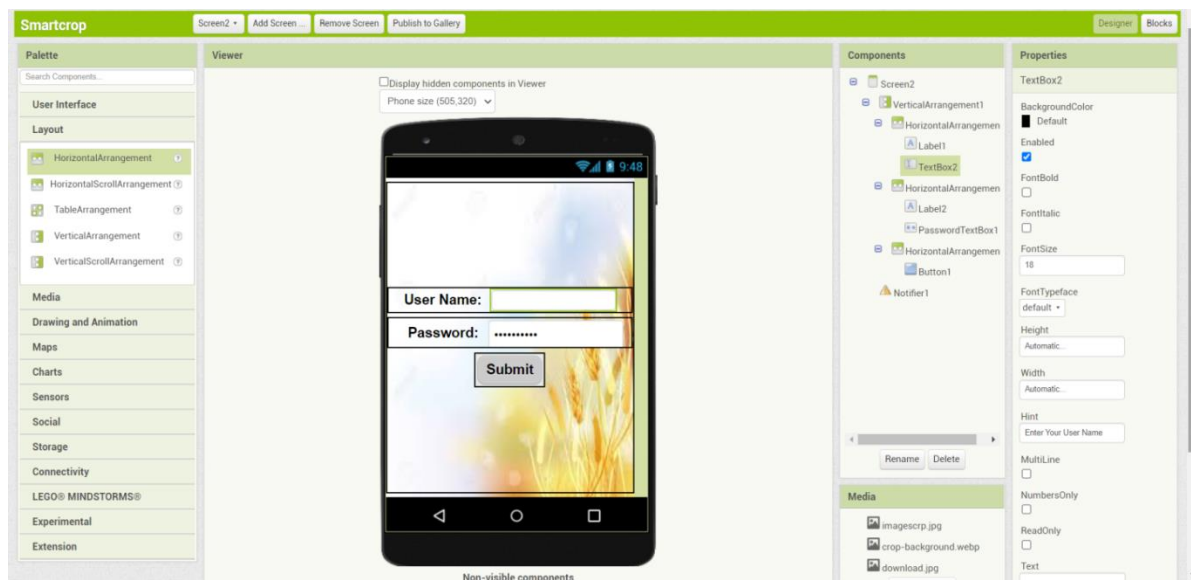 Smartcrop
Screen2
Add Screen ...
Remove Screen
Publish to Gallery
Designer
Blocks
Palette
Search Components...
User Interface
Layout
HorizontalArrangement
HorizontalScrollArrangement
TableArrangement
VerticalArrangement
VerticalScrollArrangement
Media
Drawing and Animation
Maps
Charts
Sensors
Social
Storage
Connectivity
LEGO® MINDSTORMS®
Experimental
Extension
Viewer
Display hidden components in Viewer
Phone size (505,320)
9:48
User Name:
Password:
Submit
Non-visible components
Components
Screen2
VerticalArrangement1
HorizontalArrangemen
Label1
TextBox2
HorizontalArrangemen
Label2
PasswordTextBox1
HorizontalArrangemen
Button1
Notifier1
Rename
Delete
Media
imagescrp.jpg
crop-background.webp
download.jpg
Properties
TextBox2
BackgroundColor
Default
Enabled
FontBold
FontItalic
FontSize
18
FontTypeface
default
Height
Automatic...
Width
Automatic...
Hint
Enter Your User Name
MultiLine
NumbersOnly
ReadOnly
Text